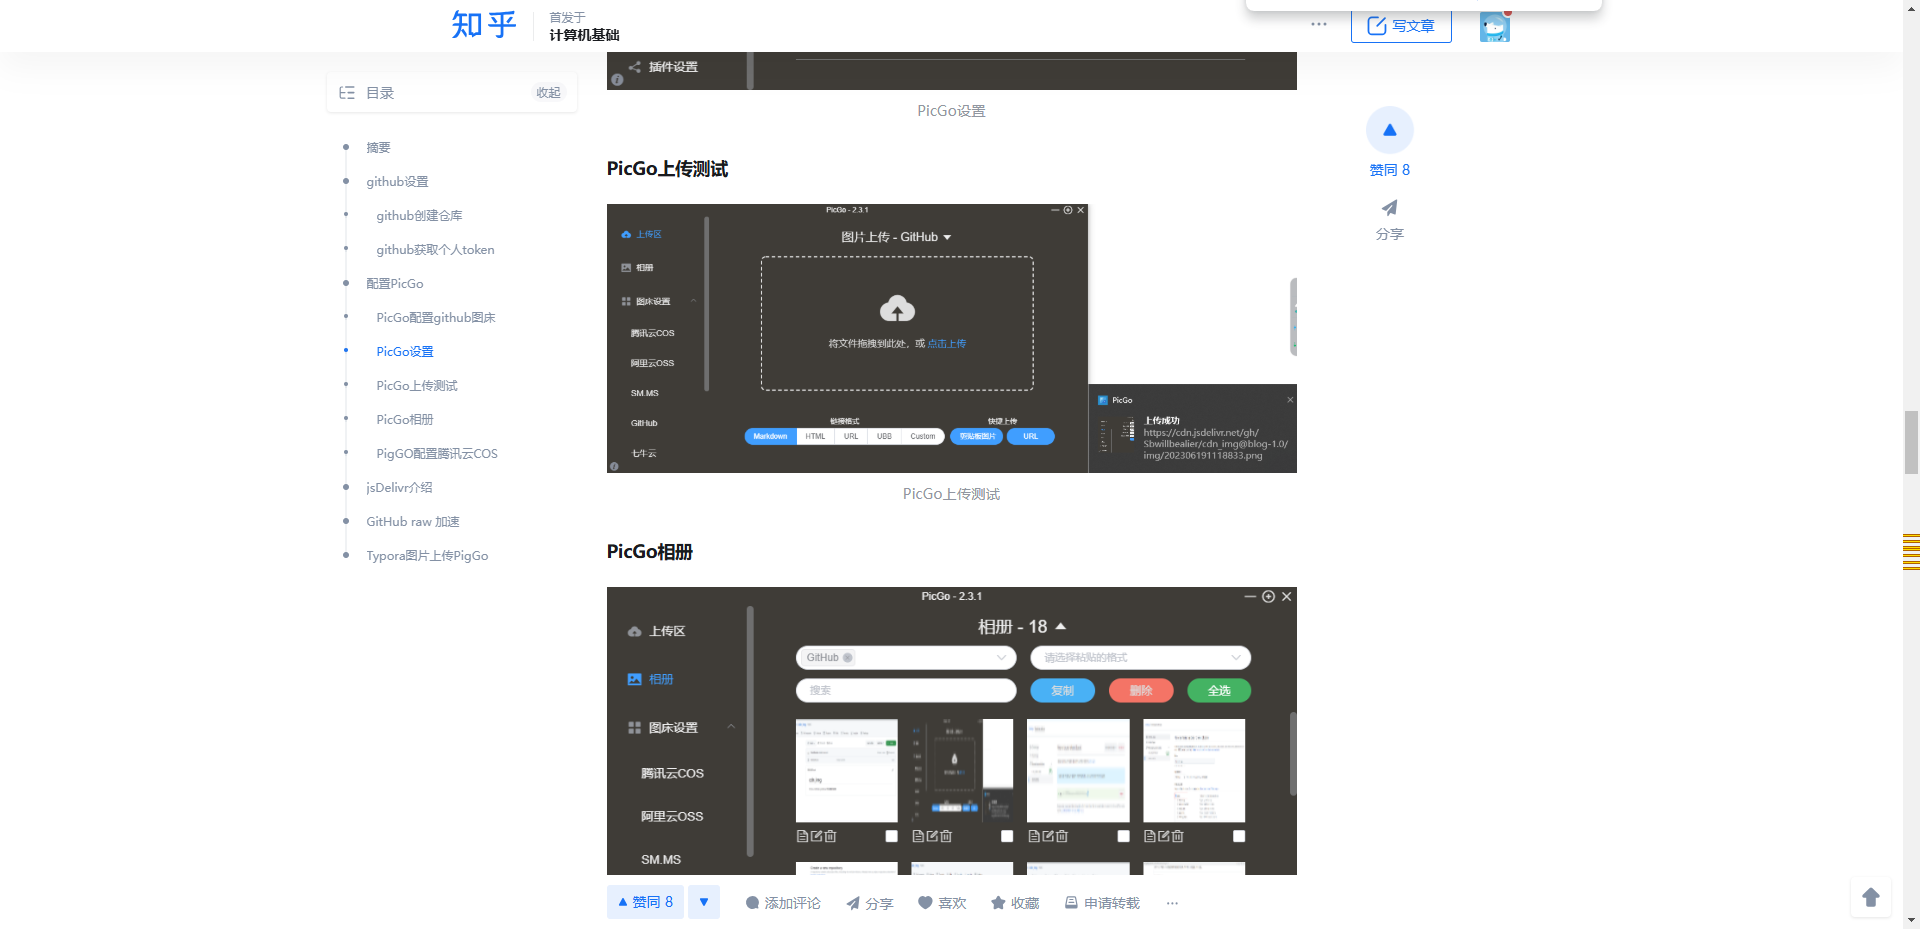 知乎
首发于
计算机基础
写文章
目录
收起
摘要
github设置
github创建仓库
github获取个人token
配置PicGo
PicGo配置github图床
PicGo设置
PicGo上传测试
PicGo相册
PigGO配置腾讯云COS
jsDelivr介绍
GitHub raw 加速
Typora图片上传PigGo
插件设置
PicGo设置
PicGo上传测试
PicGo - 2.3.1
上传区
相册
图床设置
腾讯云COS
阿里云OSS
SM.MS
GitHub
七牛云
图片上传 - GitHub
将文件拖拽到此处，或 点击上传
链接格式
快捷上传
Markdown
HTML
URL
UBB
Custom
剪贴板图片
URL
PicGo
上传成功
https://cdn.jsdelivr.net/gh/
Sbwillbealier/cdn_img@blog-1.0/
img/202306191118833.png
PicGo上传测试
PicGo相册
PicGo - 2.3.1
上传区
相册
图床设置
腾讯云COS
阿里云OSS
SM.MS
相册 - 18
GitHub
请选择粘贴的格式
搜索
复制
删除
全选
赞同 8
分享
赞同 8
添加评论
分享
喜欢
收藏
申请转载